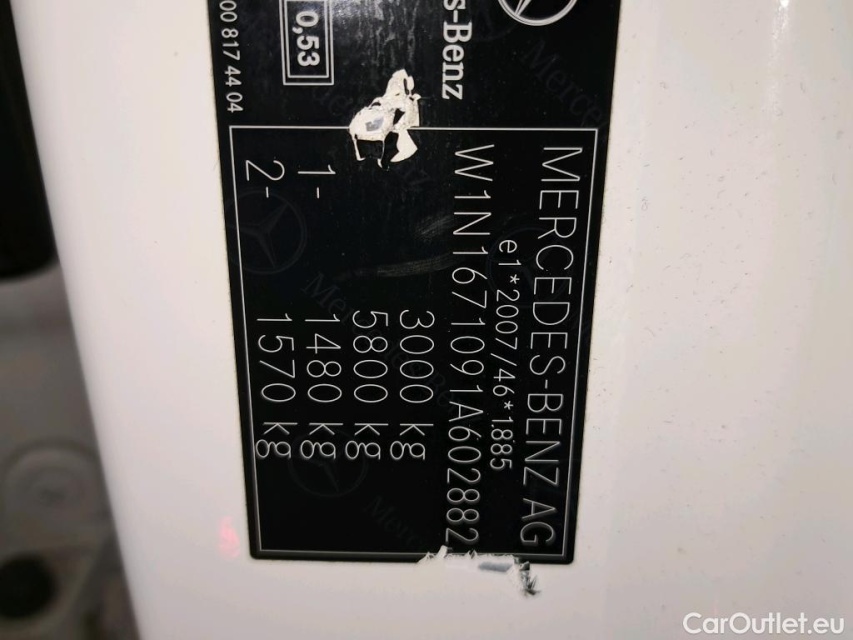 s-Benz
0,53
00 817 44 04
MERCEDES-BENZ AG
e1*2007/46*1885
W1N1671091A602882
3000 kg
5800 kg
1- 1480 kg
2- 1570 kg
CarOutlet.eu